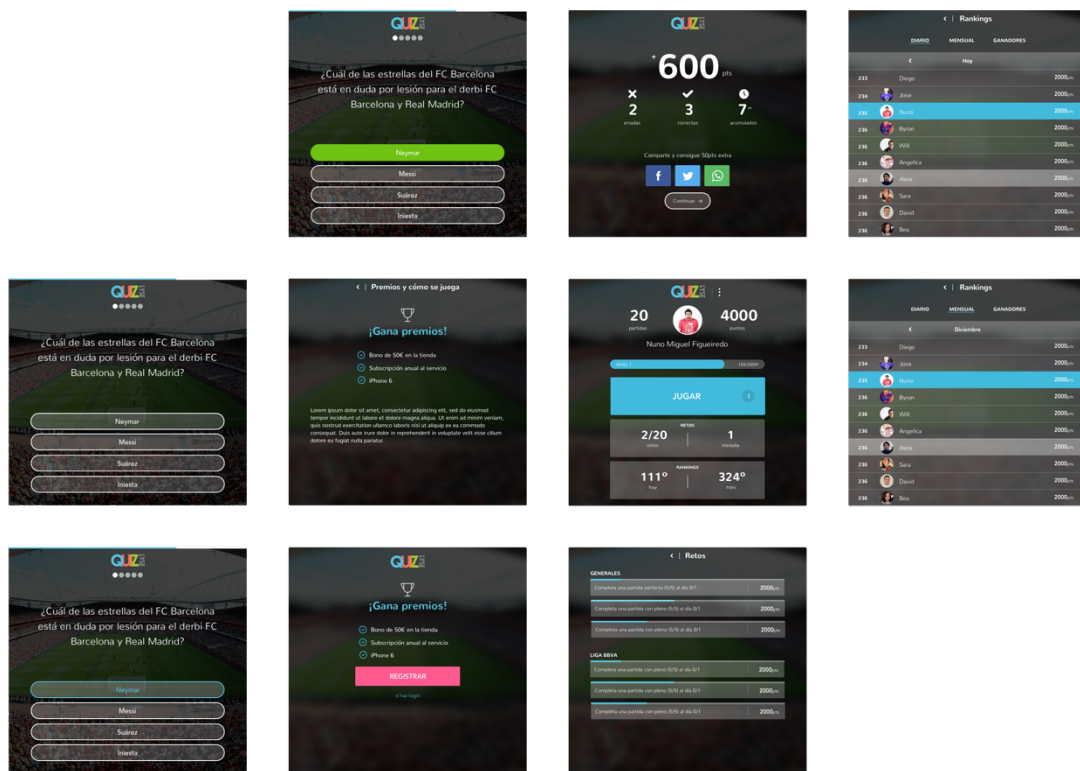 QUIZ
¿Cuál de las estrellas del FC Barcelona
está en duda por lesión para el derbi FC
Barcelona y Real Madrid?
Neymar
Messi
Suárez
Iniesta
QUIZ
+600 pts
2
erradas
3
correctas
7
acumulados
Comparte y consigue 50pts extra
Continuar →
‹ | Rankings
DIARIO MENSUAL GANADORES
‹ Hoy
233 Diego 2000pts
234 Jose 2000pts
235 Nuno 2000pts
236 Byron 2000pts
236 Will 2000pts
236 Angelica 2000pts
236 Aleix 2000pts
236 Sara 2000pts
236 David 2000pts
236 Bea 2000pts
QUIZ
¿Cuál de las estrellas del FC Barcelona
está en duda por lesión para el derbi FC
Barcelona y Real Madrid?
Neymar
Messi
Suárez
Iniesta
‹ | Premios y cómo se juega
¡Gana premios!
Bono de 50€ en la tienda
Subscripción anual al servicio
iPhone 6
Lorem ipsum dolor sit amet, consectetur adipiscing elit, sed do eiusmod
tempor incididunt ut labore et dolore magna aliqua. Ut enim ad minim veniam,
quis nostrud exercitation ullamco laboris nisi ut aliquip ex ea commodo
consequat. Duis aute irure dolor in reprehenderit in voluptate velit esse cillum
dolore eu fugiat nulla pariatur.
QUIZ
20
partidas
4000
puntos
Nuno Miguel Figueiredo
JUGAR 3
RETOS
2/20
retos
1
medalla
RANKINGS
111º
hoy
324º
mes
‹ | Rankings
DIARIO MENSUAL GANADORES
‹ Diciembre
233 Diego 2000pts
234 Jose 2000pts
235 Nuno 2000pts
236 Byron 2000pts
236 Will 2000pts
236 Angelica 2000pts
236 Aleix 2000pts
236 Sara 2000pts
236 David 2000pts
236 Bea 2000pts
QUIZ
¿Cuál de las estrellas del FC Barcelona
está en duda por lesión para el derbi FC
Barcelona y Real Madrid?
Neymar
Messi
Suárez
Iniesta
QUIZ
¡Gana premios!
Bono de 50€ en la tienda
Subscripción anual al servicio
iPhone 6
REGISTRAR
o haz login
‹ | Retos
GENERALES
Completa una partida perfecta (5/5) al día 0/1 2000pts
Completa una partida con pleno (5/5) al día 0/1 2000pts
Completa una partida con pleno (5/5) al día 0/1 2000pts
LIGA BBVA
Completa una partida con pleno (5/5) al día 0/1 2000pts
Completa una partida con pleno (5/5) al día 0/1 2000pts
Completa una partida con pleno (5/5) al día 0/1 2000pts